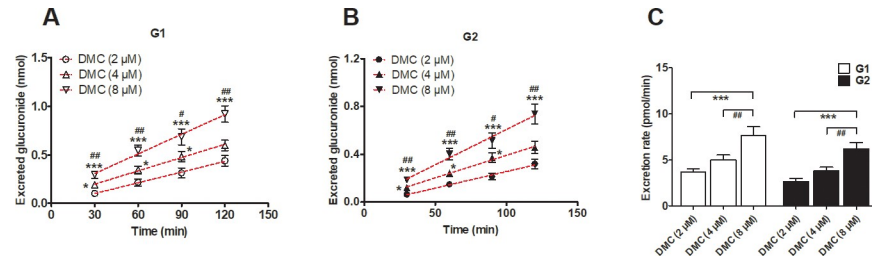 A
G1
Excreted glucuronide (nmol)
1.5
1.0
0.5
0.0
DMC (2 µM)
DMC (4 µM)
DMC (8 µM)
*
##
***
##
***
*
#
***
*
##
***
0
30
60
90
120
150
Time (min)
B
G2
Excreted glucuronide (nmol)
1.2
0.8
0.4
0.0
DMC (2 µM)
DMC (4 µM)
DMC (8 µM)
*
##
***
##
***
*
#
***
*
##
***
0
50
100
150
Time (min)
C
G1
G2
Excretion rate (pmol/min)
15
10
5
0
***
##
***
##
DMC (2 µM)
DMC (4 µM)
DMC (8 µM)
DMC (2 µM)
DMC (4 µM)
DMC (8 µM)